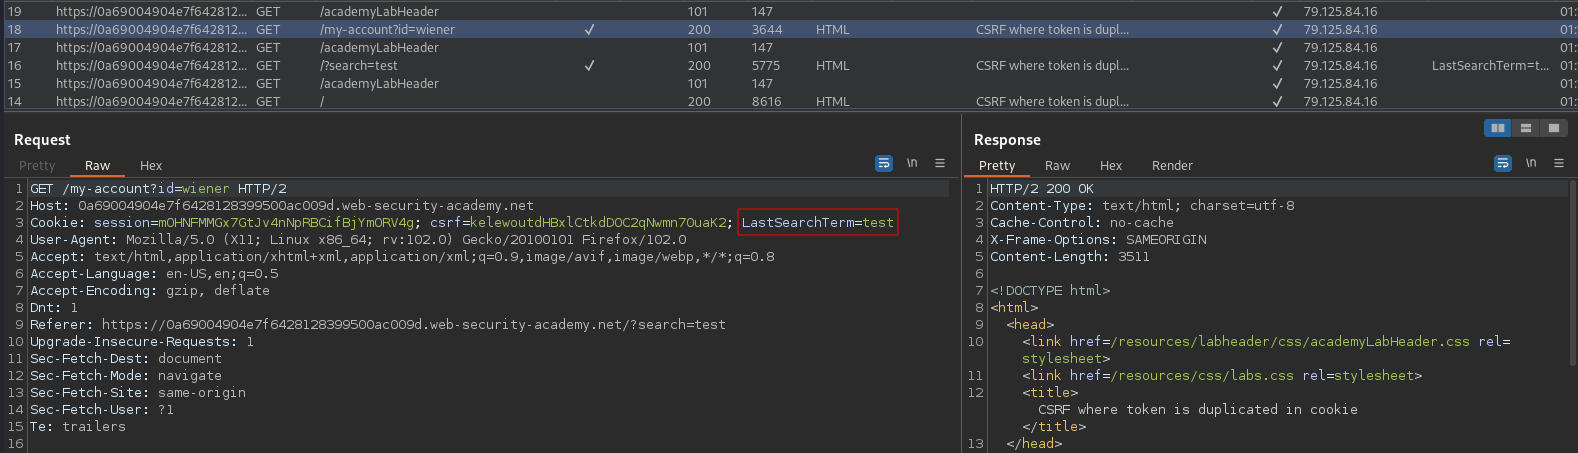 19 https://0a69004904e7f642812... GET /academyLabHeader 101 147 ✓ 79.125.84.16
18 https://0a69004904e7f642812... GET /my-account?id=wiener ✓ 200 3644 HTML CSRF where token is dupl... ✓ 79.125.84.16 01:
17 https://0a69004904e7f642812... GET /academyLabHeader 101 147 ✓ 79.125.84.16 01:
16 https://0a69004904e7f642812... GET /?search=test ✓ 200 5775 HTML CSRF where token is dupl... ✓ 79.125.84.16 LastSearchTerm=t... 01:
15 https://0a69004904e7f642812... GET /academyLabHeader 101 147 ✓ 79.125.84.16 01:
14 https://0a69004904e7f642812... GET / 200 8616 HTML CSRF where token is dupl... ✓ 79.125.84.16 01:
Request
Pretty Raw Hex \n
1 GET /my-account?id=wiener HTTP/2
2 Host: 0a69004904e7f6428128399500ac009d.web-security-academy.net
3 Cookie: session=mOHNFMMGx7GtJv4nNpRBCifBjYmORV4g; csrf=kelewoutdHBxlCtkdDOC2qNwmn70uaK2; LastSearchTerm=test
4 User-Agent: Mozilla/5.0 (X11; Linux x86_64; rv:102.0) Gecko/20100101 Firefox/102.0
5 Accept: text/html,application/xhtml+xml,application/xml;q=0.9,image/avif,image/webp,*/*;q=0.8
6 Accept-Language: en-US,en;q=0.5
7 Accept-Encoding: gzip, deflate
8 Dnt: 1
9 Referer: https://0a69004904e7f6428128399500ac009d.web-security-academy.net/?search=test
10 Upgrade-Insecure-Requests: 1
11 Sec-Fetch-Dest: document
12 Sec-Fetch-Mode: navigate
13 Sec-Fetch-Site: same-origin
14 Sec-Fetch-User: ?1
15 Te: trailers
16
Response
Pretty Raw Hex Render \n
1 HTTP/2 200 OK
2 Content-Type: text/html; charset=utf-8
3 Cache-Control: no-cache
4 X-Frame-Options: SAMEORIGIN
5 Content-Length: 3511
6
7 <!DOCTYPE html>
8 <html>
9 <head>
10 <link href=/resources/labheader/css/academyLabHeader.css rel=
stylesheet>
11 <link href=/resources/css/labs.css rel=stylesheet>
12 <title>
CSRF where token is duplicated in cookie
</title>
13 </head>